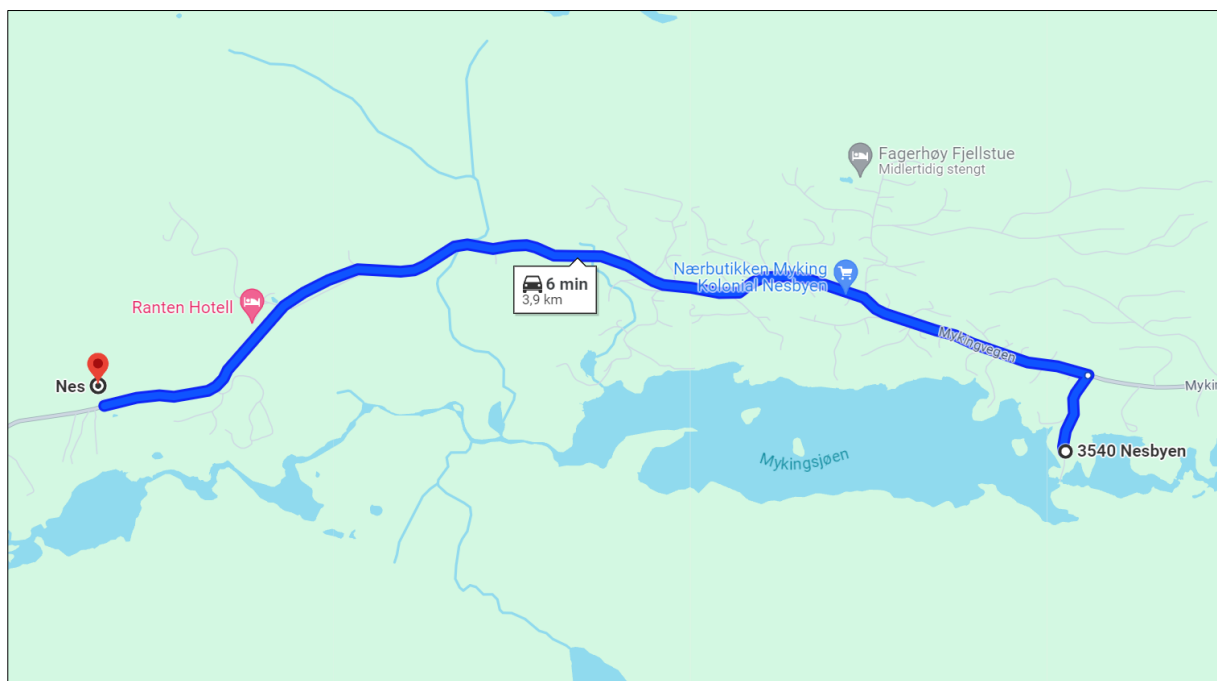 Fagerhøy Fjellstue
Midlertidig stengt
Nærbutikken Myking
Kolonial Nesbyen
6 min
3,9 km
Ranten Hotell
Mykingvegen
Nes
3540 Nesbyen
Mykingsjøen